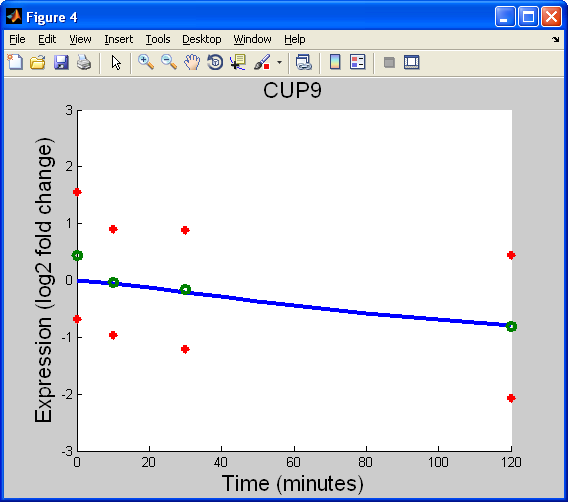 Figure 4
File Edit View Insert Tools Desktop Window Help
CUP9
Expression (log2 fold change)
3
2
1
0
-1
-2
-3
0 20 40 60 80 100 120
Time (minutes)